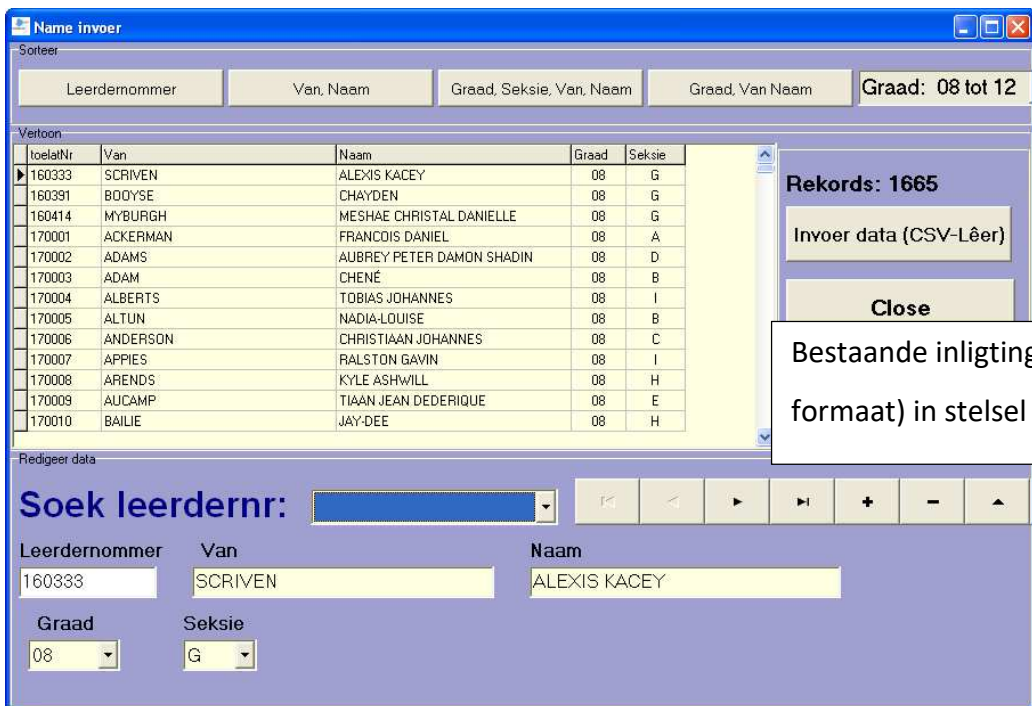 Name invoer
Sorteer
Leerdernommer Van, Naam Graad, Seksie, Van, Naam Graad, Van Naam Graad: 08 tot 12
Vertoon
toelatNr Van Naam Graad Seksie
160333 SCRIVEN ALEXIS KACEY 08 G
160391 BOOYSE CHAYDEN 08 G
160414 MYBURGH MESHAE CHRISTAL DANIELLE 08 G
170001 ACKERMAN FRANCOIS DANIEL 08 A
170002 ADAMS AUBREY PETER DAMON SHADIN 08 D
170003 ADAM CHENÉ 08 B
170004 ALBERTS TOBIAS JOHANNES 08 I
170005 ALTUN NADIA-LOUISE 08 B
170006 ANDERSON CHRISTIAAN JOHANNES 08 C
170007 APPIES RALSTON GAVIN 08 I
170008 ARENDS KYLE ASHWILL 08 H
170009 AUCAMP TIAAN JEAN DEDERIQUE 08 E
170010 BAILIE JAY-DEE 08 H
Rekords: 1665
Invoer data (CSV-Lêer)
Close
Bestaande inligting
formaat) in stelsel
Redigeer data
Soek leerdernr:
Leerdernommer Van Naam
160333 SCRIVEN ALEXIS KACEY
Graad Seksie
08 G